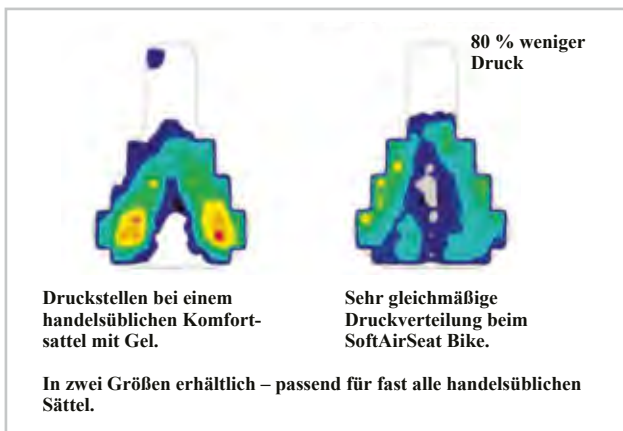 80 % weniger
Druck
Druckstellen bei einem
handelsüblichen Komfort-
sattel mit Gel.
Sehr gleichmäßige
Druckverteilung beim
SoftAirSeat Bike.
In zwei Größen erhältlich – passend für fast alle handelsüblichen
Sättel.